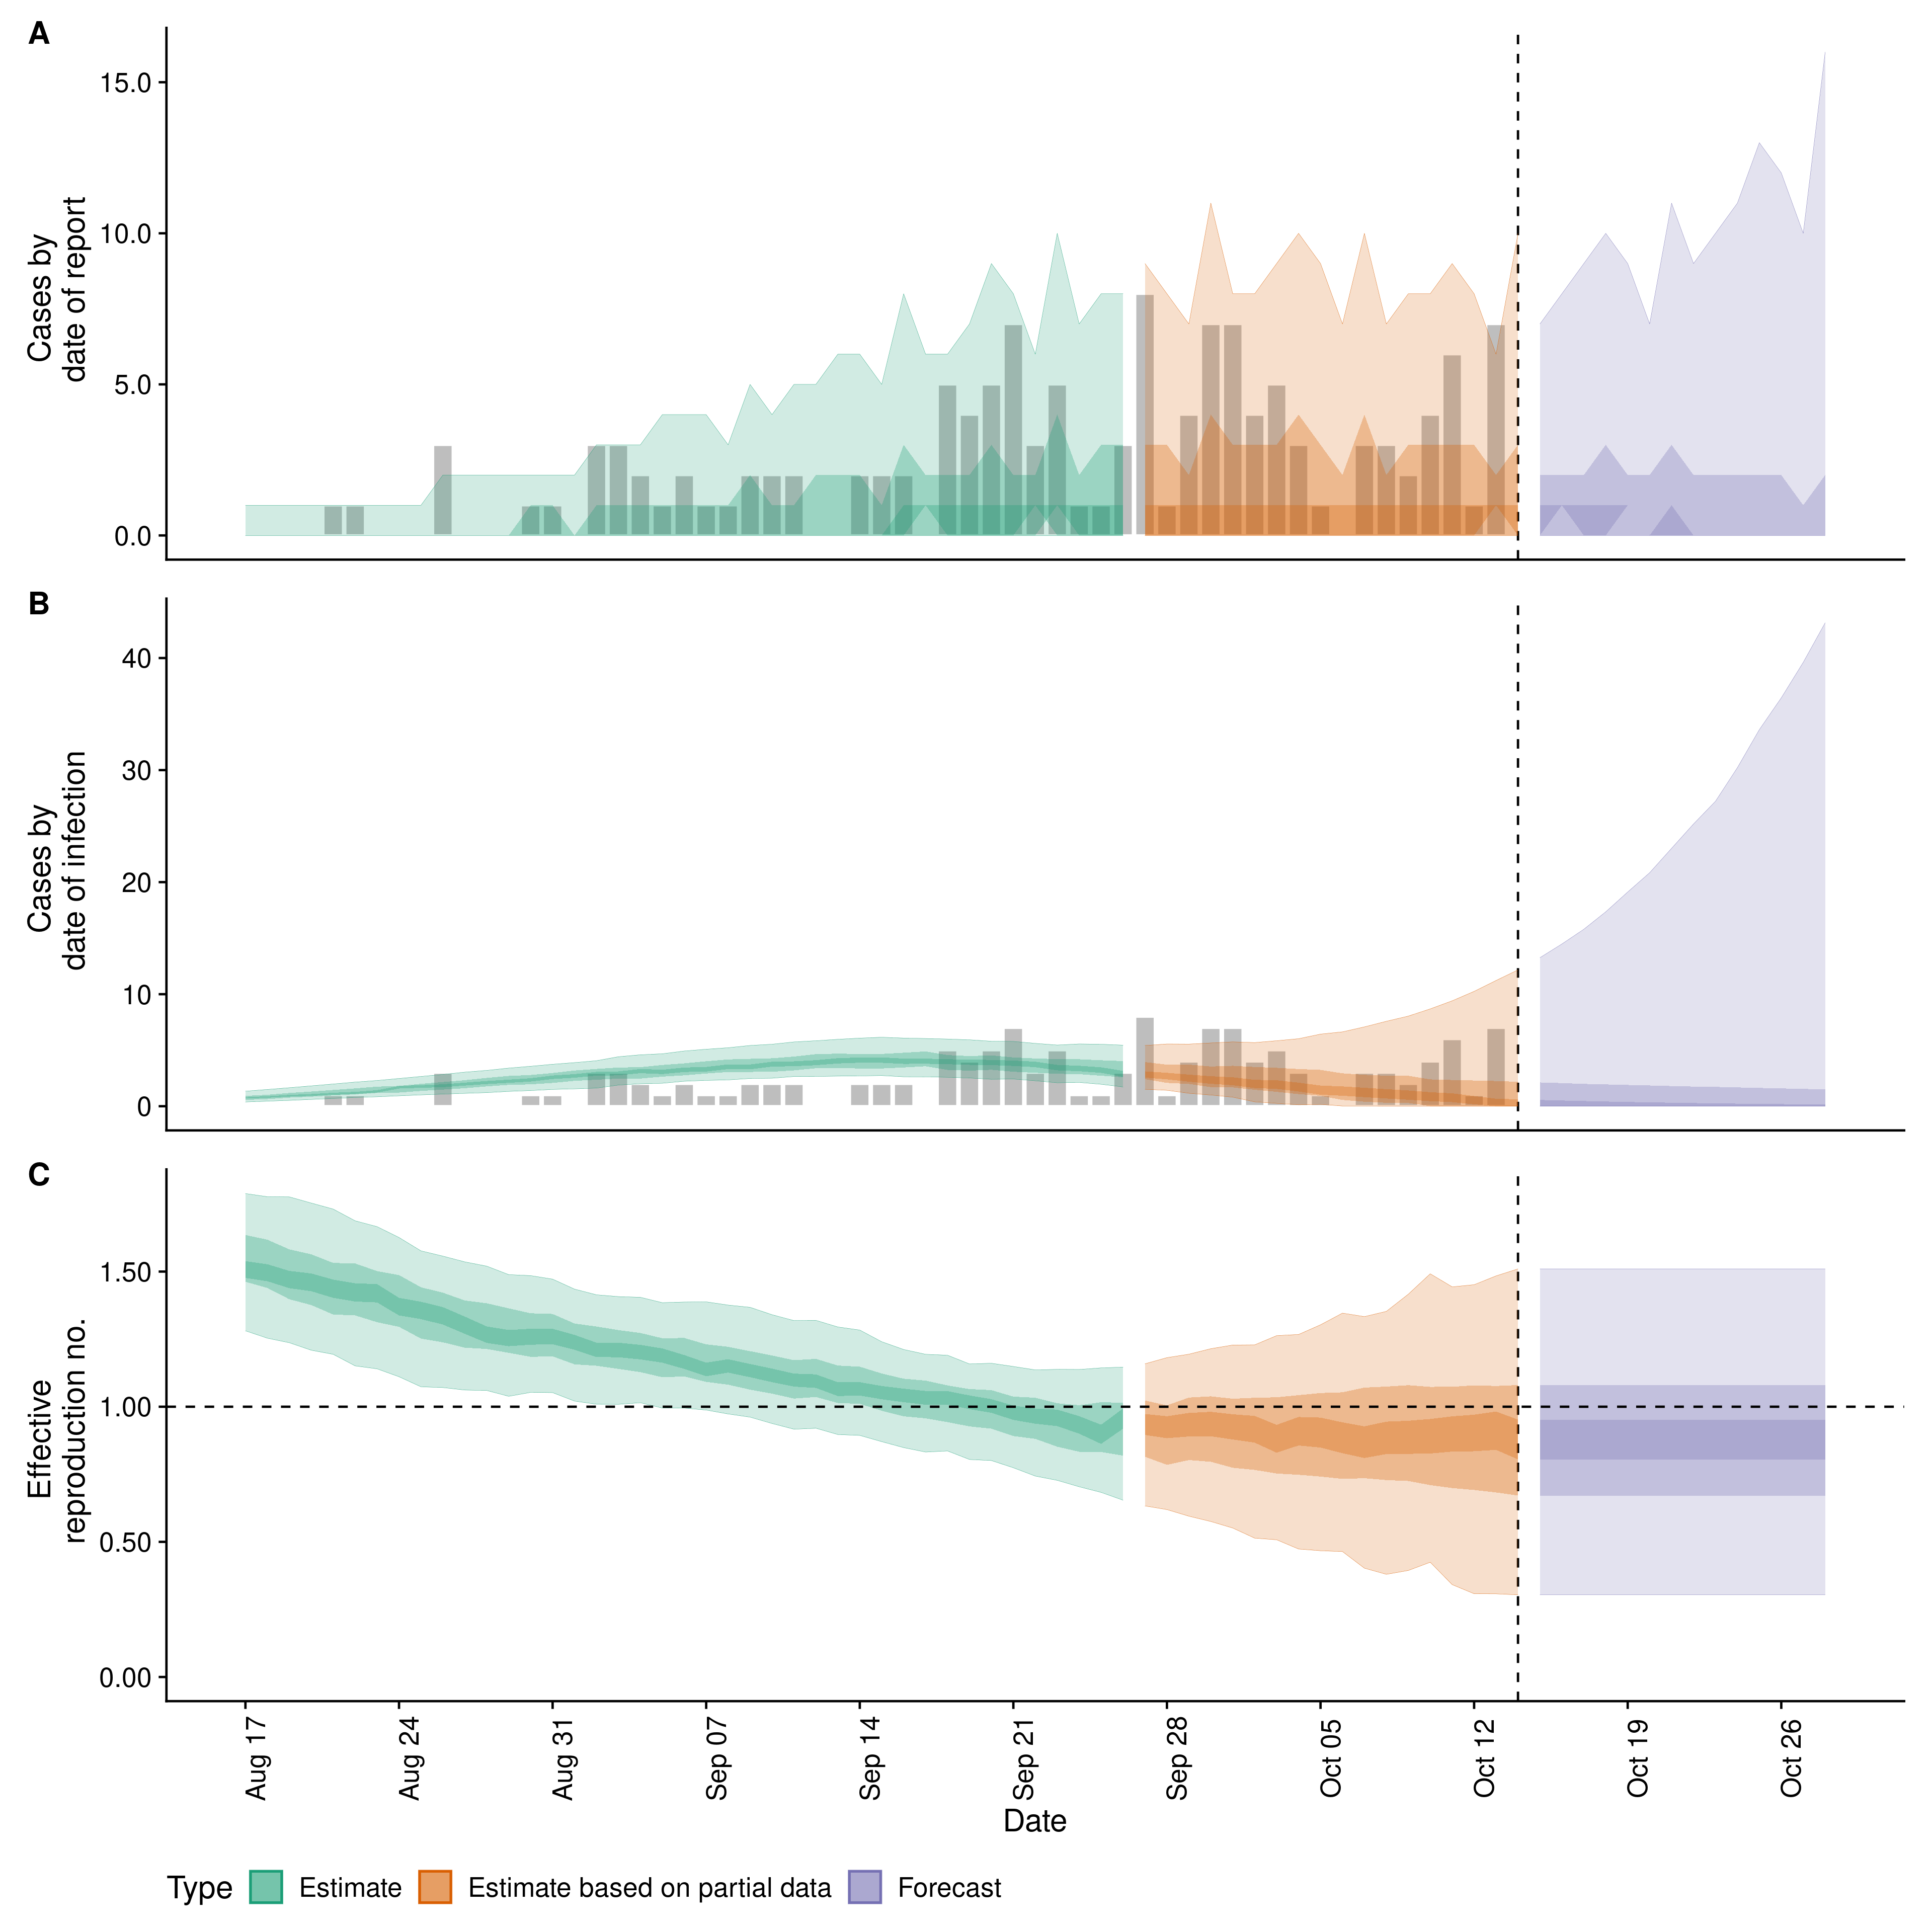 A
Cases by
date of report
15.0
10.0
5.0
0.0
B
Cases by
date of infection
40
30
20
10
0
C
Effective
reproduction no.
1.50
1.00
0.50
0.00
Aug 17
Aug 24
Aug 31
Sep 07
Sep 14
Sep 21
Sep 28
Oct 05
Oct 12
Oct 19
Oct 26
Date
Type Estimate Estimate based on partial data Forecast